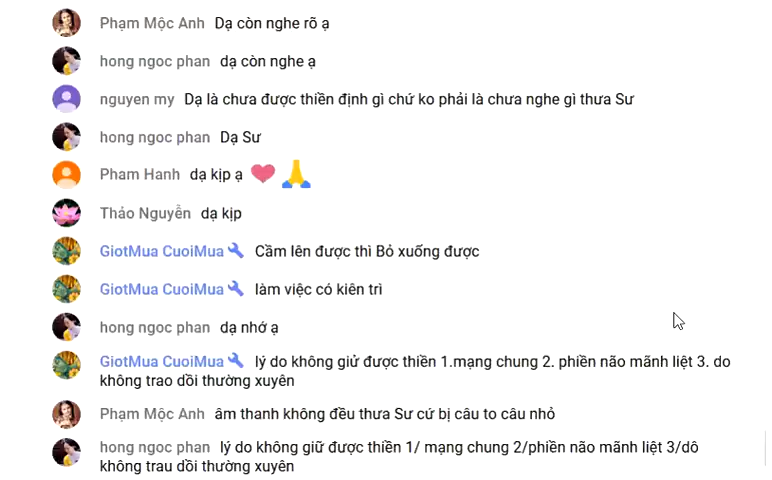 Phạm Mộc Anh Dạ còn nghe rõ ạ
hong ngoc phan dạ còn nghe ạ
nguyen my Dạ là chưa được thiền định gì chứ ko phải là chưa nghe gì thưa Sư
hong ngoc phan Dạ Sư
Pham Hanh dạ kịp ạ
Thảo Nguyễn dạ kịp
GiotMua CuoiMua Cầm lên được thì Bỏ xuống được
GiotMua CuoiMua làm việc có kiên trì
hong ngoc phan dạ nhớ ạ
GiotMua CuoiMua lý do không giử được thiền 1.mạng chung 2. phiền não mãnh liệt 3. do
không trao dồi thường xuyên
Phạm Mộc Anh âm thanh không đều thưa Sư cứ bị câu to câu nhỏ
hong ngoc phan lý do không giữ được thiền 1/ mạng chung 2/phiền não mãnh liệt 3/dô
không trau dồi thường xuyên